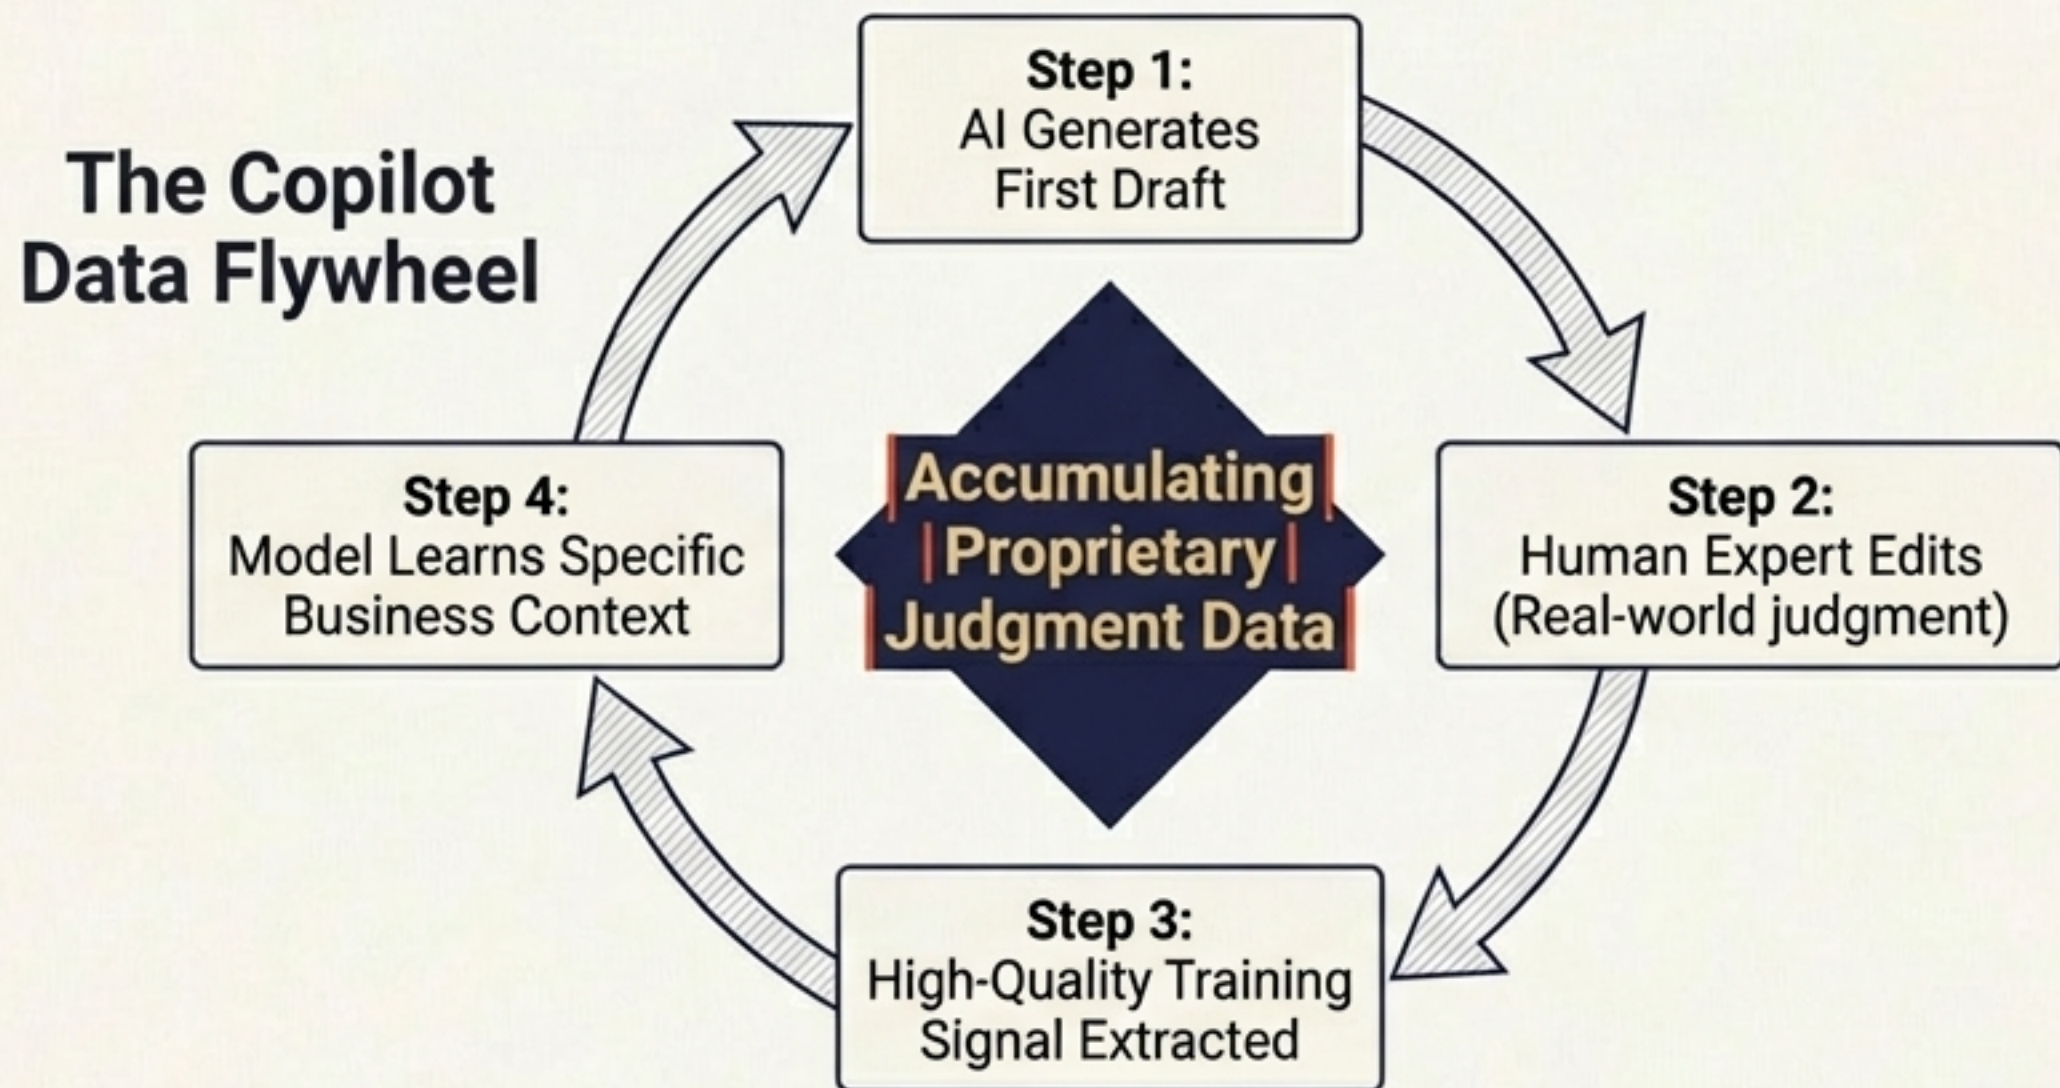 The Copilot
Data Flywheel
Step 1:
AI Generates
First Draft
Step 2:
Human Expert Edits
(Real-world judgment)
Step 3:
High-Quality Training
Signal Extracted
Step 4:
Model Learns Specific
Business Context
Accumulating
Proprietary
Judgment Data